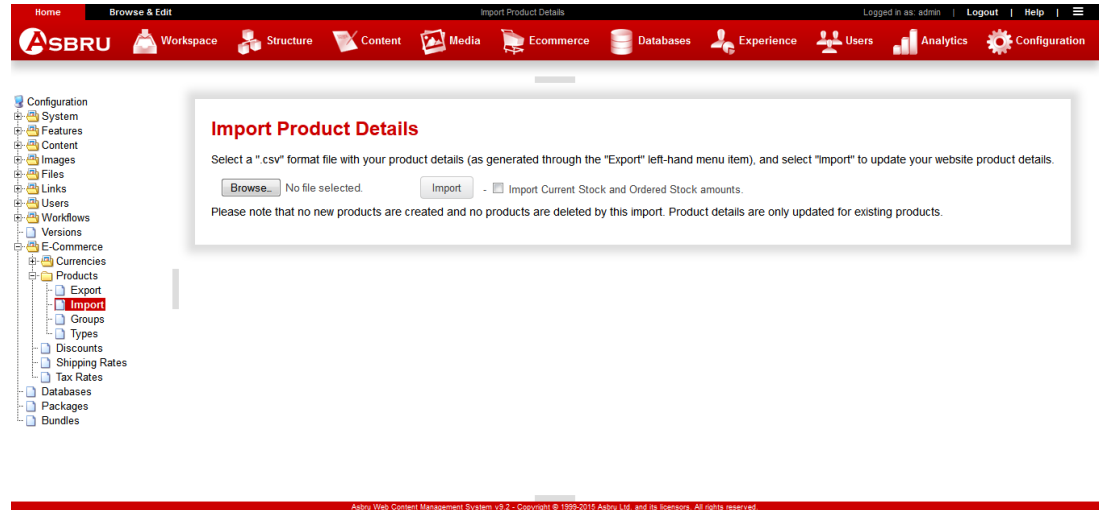 Home Browse & Edit Import Product Details Logged in as: admin | Logout | Help |
ASBRU Workspace Structure Content Media Ecommerce Databases Experience Users Analytics Configuration
Configuration
System
Features
Content
Images
Files
Links
Users
Workflows
Versions
E-Commerce
Currencies
Products
Export
Import
Groups
Types
Discounts
Shipping Rates
Tax Rates
Databases
Packages
Bundles
Import Product Details
Select a ".csv" format file with your product details (as generated through the "Export" left-hand menu item), and select "Import" to update your website product details.
Browse... No file selected. Import - Import Current Stock and Ordered Stock amounts.
Please note that no new products are created and no products are deleted by this import. Product details are only updated for existing products.
Asbru Web Content Management System v9.2 - Copyright © 1999-2015 Asbru Ltd. and its licensors. All rights reserved.